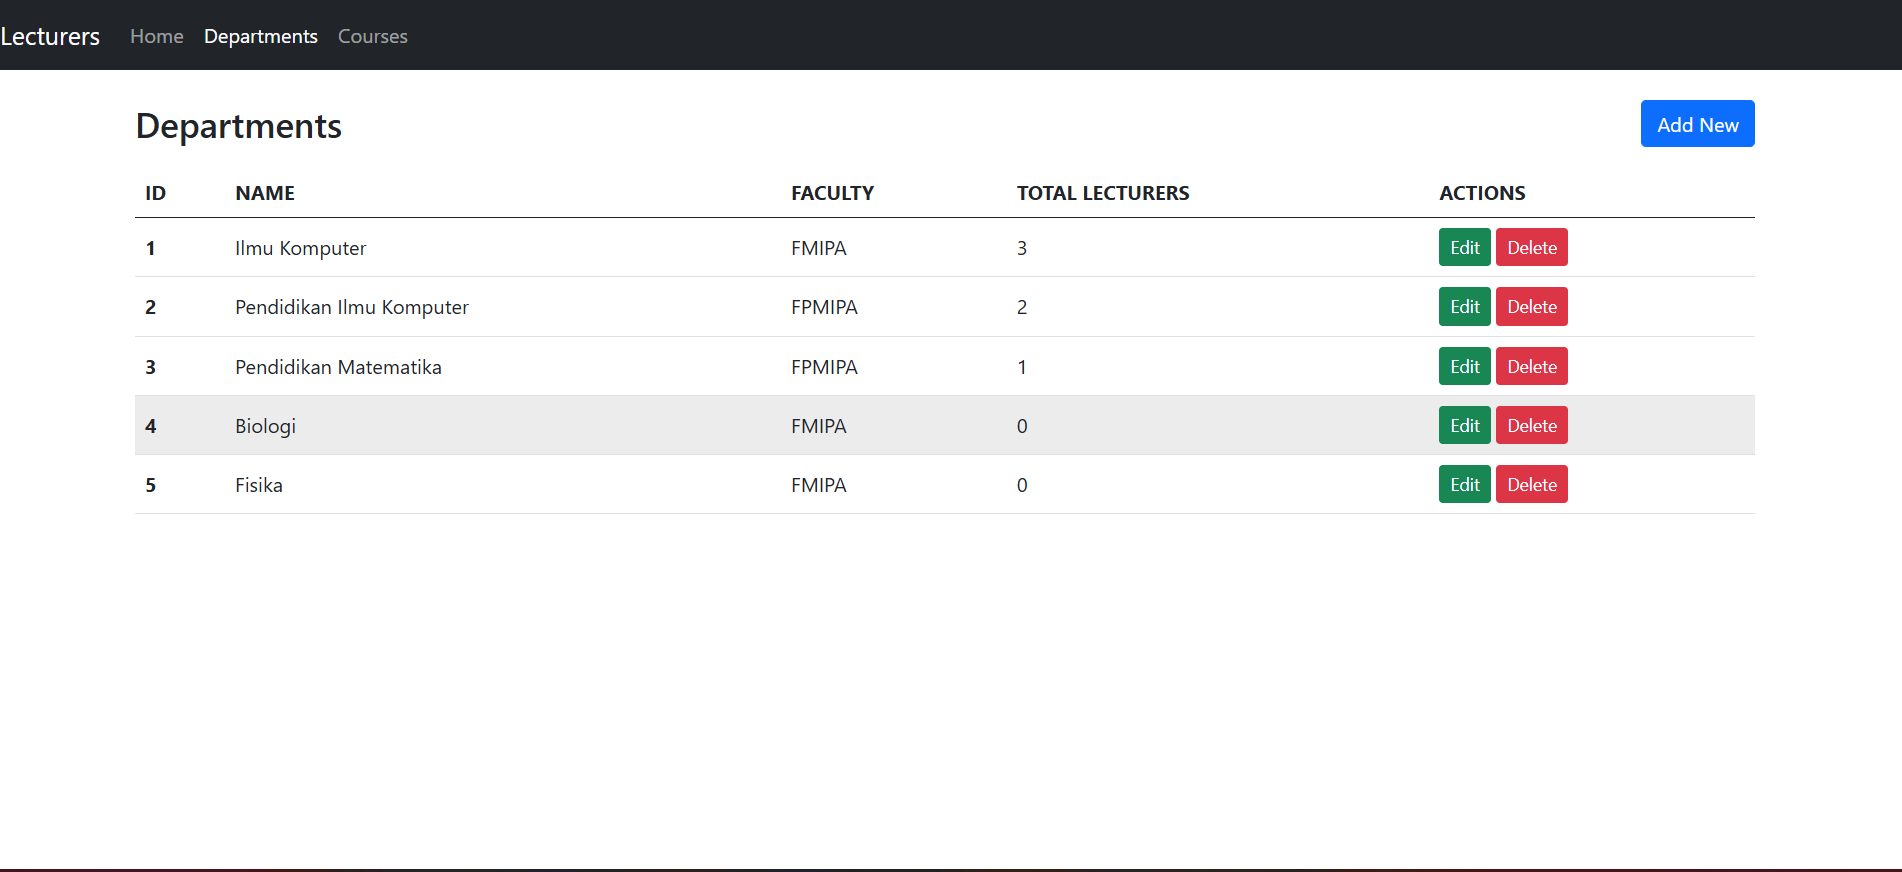 Lecturers Home Departments Courses
Departments Add New
ID NAME FACULTY TOTAL LECTURERS ACTIONS
1 Ilmu Komputer FMIPA 3 Edit Delete
2 Pendidikan Ilmu Komputer FPMIPA 2 Edit Delete
3 Pendidikan Matematika FPMIPA 1 Edit Delete
4 Biologi FMIPA 0 Edit Delete
5 Fisika FMIPA 0 Edit Delete